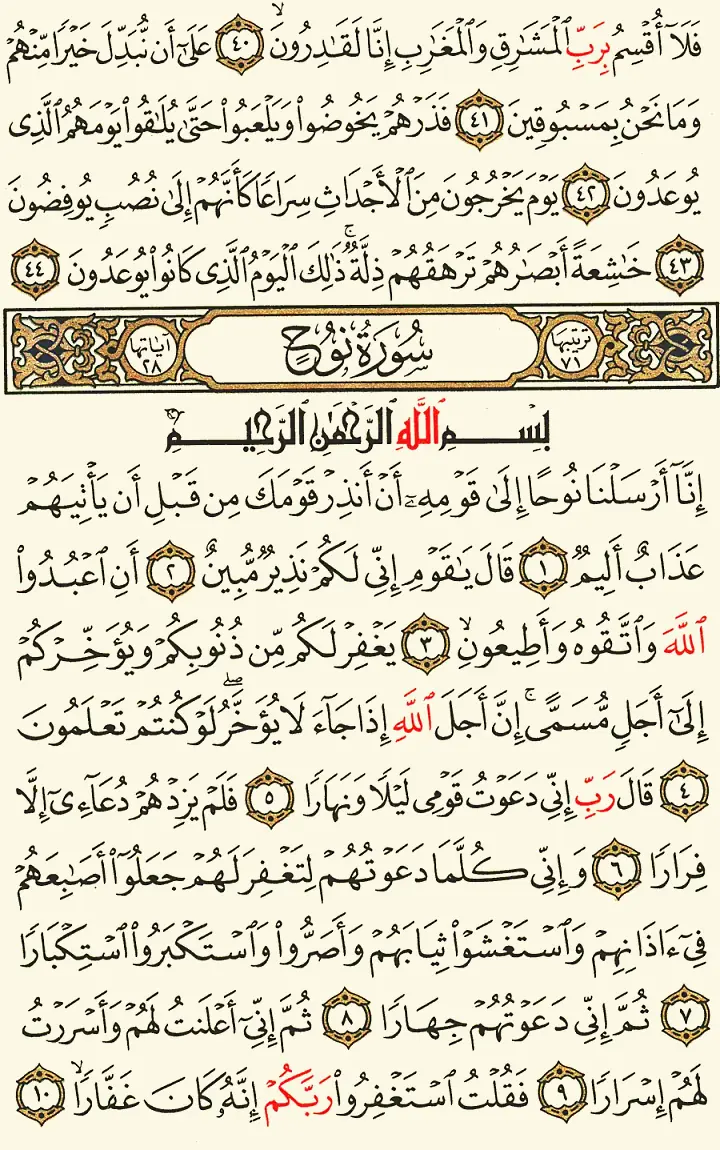 فَلَآ أُقْسِمُ بِرَبِّ ٱلْمَشَٰرِقِ وَٱلْمَغَٰرِبِ إِنَّا لَقَٰدِرُونَ ۙ ٤٠ عَلَىٰٓ أَن نُّبَدِّلَ خَيْرًا مِّنْهُمْ
وَمَا نَحْنُ بِمَسْبُوقِينَ ٤١ فَذَرْهُمْ يَخُوضُوا۟ وَيَلْعَبُوا۟ حَتَّىٰ يُلَٰقُوا۟ يَوْمَهُمُ ٱلَّذِى
يُوعَدُونَ ٤٢ يَوْمَ يَخْرُجُونَ مِنَ ٱلْأَجْدَاثِ سِرَاعًا كَأَنَّهُمْ إِلَىٰ نُصُبٍ يُوفِضُونَ
٤٣ خَٰشِعَةً أَبْصَٰرُهُمْ تَرْهَقُهُمْ ذِلَّةٌ ۚ ذَٰلِكَ ٱلْيَوْمُ ٱلَّذِى كَانُوا۟ يُوعَدُونَ ٤٤
ترتيبها ٧١ سُورَةُ نُوحٍ آياتها ٢٨
بِسْمِ ٱللَّهِ ٱلرَّحْمَٰنِ ٱلرَّحِيمِ
إِنَّآ أَرْسَلْنَا نُوحًا إِلَىٰ قَوْمِهِۦٓ أَنْ أَنذِرْ قَوْمَكَ مِن قَبْلِ أَن يَأْتِيَهُمْ
عَذَابٌ أَلِيمٌ ١ قَالَ يَٰقَوْمِ إِنِّى لَكُمْ نَذِيرٌ مُّبِينٌ ٢ أَنِ ٱعْبُدُوا۟
ٱللَّهَ وَٱتَّقُوهُ وَأَطِيعُونِ ۙ ٣ يَغْفِرْ لَكُم مِّن ذُنُوبِكُمْ وَيُؤَخِّرْكُمْ
إِلَىٰٓ أَجَلٍ مُّسَمًّى ۚ إِنَّ أَجَلَ ٱللَّهِ إِذَا جَآءَ لَا يُؤَخَّرُ ۖ لَوْ كُنتُمْ تَعْلَمُونَ
٤ قَالَ رَبِّ إِنِّى دَعَوْتُ قَوْمِى لَيْلًا وَنَهَارًا ٥ فَلَمْ يَزِدْهُمْ دُعَآءِىٓ إِلَّا
فِرَارًا ٦ وَإِنِّى كُلَّمَا دَعَوْتُهُمْ لِتَغْفِرَ لَهُمْ جَعَلُوٓا۟ أَصَٰبِعَهُمْ
فِىٓ ءَاذَانِهِمْ وَٱسْتَغْشَوْا۟ ثِيَابَهُمْ وَأَصَرُّوا۟ وَٱسْتَكْبَرُوا۟ ٱسْتِكْبَارًا
٧ ثُمَّ إِنِّى دَعَوْتُهُمْ جِهَارًا ٨ ثُمَّ إِنِّىٓ أَعْلَنتُ لَهُمْ وَأَسْرَرْتُ
لَهُمْ إِسْرَارًا ٩ فَقُلْتُ ٱسْتَغْفِرُوا۟ رَبَّكُمْ إِنَّهُۥ كَانَ غَفَّارًا ۙ ١٠